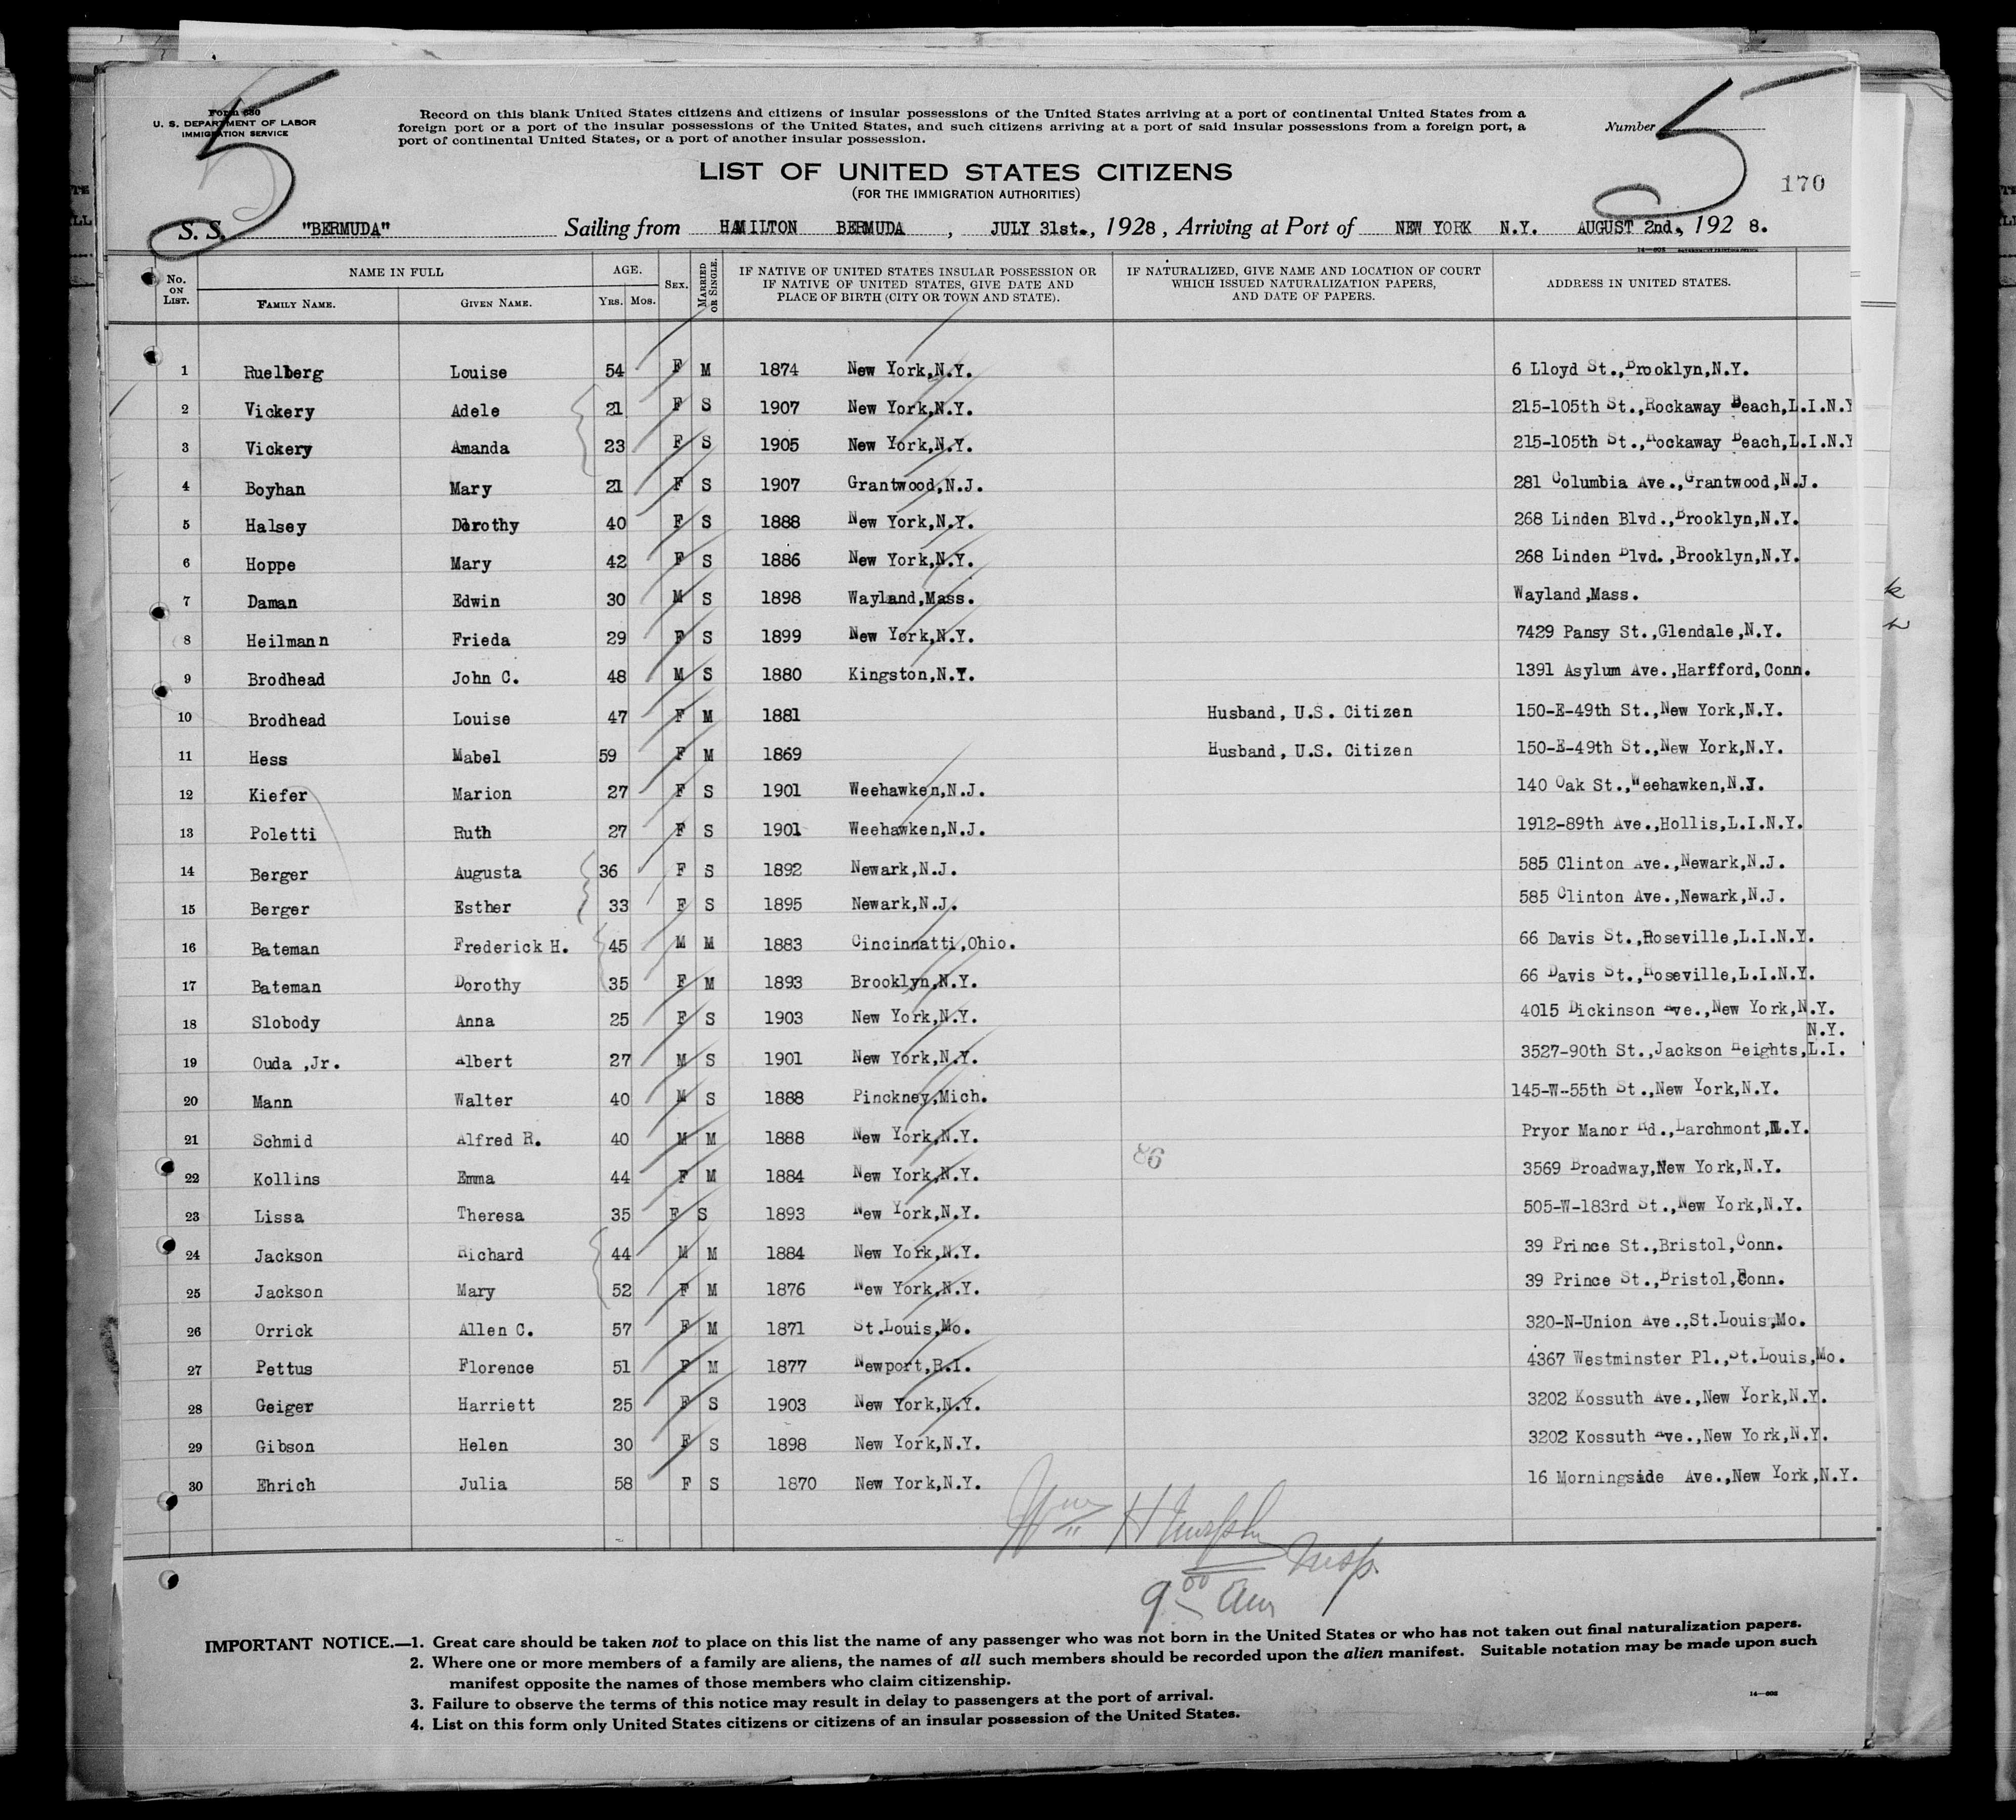 5 5
Form 630
U. S. DEPARTMENT OF LABOR
IMMIGRATION SERVICE
Record on this blank United States citizens and citizens of insular possessions of the United States arriving at a port of continental United States from a
foreign port or a port of the insular possessions of the United States, and such citizens arriving at a port of said insular possessions from a foreign port, a
port of continental United States, or a port of another insular possession.
Number
LIST OF UNITED STATES CITIZENS
(FOR THE IMMIGRATION AUTHORITIES)
170
S. S. "BERMUDA" Sailing from HAMILTON BERMUDA , JULY 31st., 1928, Arriving at Port of NEW YORK N.Y. AUGUST 2nd, 192 8.
No. ON LIST. NAME IN FULL FAMILY NAME. GIVEN NAME. AGE. YRS. MOS. SEX. MARRIED OR SINGLE. IF NATIVE OF UNITED STATES INSULAR POSSESSION OR IF NATIVE OF UNITED STATES, GIVE DATE AND PLACE OF BIRTH (CITY OR TOWN AND STATE). IF NATURALIZED, GIVE NAME AND LOCATION OF COURT WHICH ISSUED NATURALIZATION PAPERS, AND DATE OF PAPERS. ADDRESS IN UNITED STATES.
1 Ruelberg Louise 54 F M 1874 New York,N.Y. 6 Lloyd St.,Brooklyn,N.Y.
2 Vickery Adele 21 F S 1907 New York,N.Y. 215-105th St.,Rockaway Beach,L.I.N.Y
3 Vickery Amanda 23 F S 1905 New York,N.Y. 215-105th St.,Rockaway Beach,L.I.N.Y
4 Boyhan Mary 21 F S 1907 Grantwood,N.J. 281 Columbia Ave.,Grantwood,N.J.
5 Halsey Dorothy 40 F S 1888 New York,N.Y. 268 Linden Blvd.,Brooklyn,N.Y.
6 Hoppe Mary 42 F S 1886 New York,N.Y. 268 Linden Blvd.,Brooklyn,N.Y.
7 Daman Edwin 30 M S 1898 Wayland,Mass. Wayland,Mass.
8 Heilmann Frieda 29 F S 1899 New York,N.Y. 7429 Pansy St.,Glendale,N.Y.
9 Brodhead John C. 48 M S 1880 Kingston,N.Y. 1391 Asylum Ave.,Harfford,Conn.
10 Brodhead Louise 47 F M 1881 Husband, U.S. Citizen 150-E-49th St.,New York,N.Y.
11 Hess Mabel 59 F M 1869 Husband, U.S. Citizen 150-E-49th St.,New York,N.Y.
12 Kiefer Marion 27 F S 1901 Weehawken,N.J. 140 Oak St.,Weehawken,N.J.
13 Poletti Ruth 27 F S 1901 Weehawken,N.J. 1912-89th Ave.,Hollis,L.I.N.Y.
14 Berger Augusta 36 F S 1892 Newark,N.J. 585 Clinton Ave.,Newark,N.J.
15 Berger Esther 33 F S 1895 Newark,N.J. 585 Clinton Ave.,Newark,N.J.
16 Bateman Frederick H. 45 M M 1883 Cincinnatti,Ohio. 66 Davis St.,Roseville,L.I.N.Y.
17 Bateman Dorothy 35 F M 1893 Brooklyn,N.Y. 66 Davis St.,Roseville,L.I.N.Y.
18 Slobody Anna 25 F S 1903 New York,N.Y. 4015 Dickinson Ave.,New York,N.Y.
N.Y.
19 Ouda ,Jr. Albert 27 M S 1901 New York,N.Y. 3527-90th St.,Jackson Heights,L.I.
20 Mann Walter 40 M S 1888 Pinckney,Mich. 145-W-55th St.,New York,N.Y.
21 Schmid Alfred R. 40 M M 1888 New York,N.Y. Pryor Manor Rd.,Larchmont,N.Y.
86
22 Kollins Emma 44 F M 1884 New York,N.Y. 3569 Broadway,New York,N.Y.
23 Lissa Theresa 35 F S 1893 New York,N.Y. 505-W-183rd St.,New York,N.Y.
24 Jackson Richard 44 M M 1884 New York,N.Y. 39 Prince St.,Bristol,Conn.
25 Jackson Mary 52 F M 1876 New York,N.Y. 39 Prince St.,Bristol,Conn.
26 Orrick Allen C. 57 F M 1871 St.Louis,Mo. 320-N-Union Ave.,St.Louis,Mo.
27 Pettus Florence 51 F M 1877 Newport,R.I. 4367 Westminster Pl.,St.Louis,Mo.
28 Geiger Harriett 25 F S 1903 New York,N.Y. 3202 Kossuth Ave.,New York,N.Y.
29 Gibson Helen 30 F S 1898 New York,N.Y. 3202 Kossuth Ave.,New York,N.Y.
30 Ehrich Julia 58 F S 1870 New York,N.Y. 16 Morningside Ave.,New York,N.Y.
Wm H Murphy Insp.
9 00 Am
IMPORTANT NOTICE.—1. Great care should be taken not to place on this list the name of any passenger who was not born in the United States or who has not taken out final naturalization papers.
2. Where one or more members of a family are aliens, the names of all such members should be recorded upon the alien manifest. Suitable notation may be made upon such
manifest opposite the names of those members who claim citizenship.
3. Failure to observe the terms of this notice may result in delay to passengers at the port of arrival.
4. List on this form only United States citizens or citizens of an insular possession of the United States.